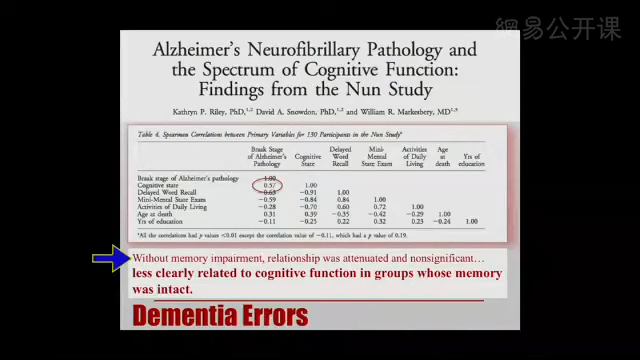 網易公开课
Alzheimer's Neurofibrillary Pathology and
the Spectrum of Cognitive Function:
Findings from the Nun Study
Kathryn P. Riley, PhD,1,2 David A. Snowdon, PhD,1,2 and William R. Markesbery, MD1,3
Table 4. Spearman Correlations between Primary Variables for 130 Participants in the Nun Study*
Braak Stage of Alzheimer's Pathology Cognitive State Delayed Word Recall Mini-Mental State Exam Activities of Daily Living Age at death Yrs of education
Braak stage of Alzheimer's pathology 1.00
Cognitive state 0.57 1.00
Delayed Word Recall −0.63 −0.91 1.00
Mini-Mental State Exam −0.59 −0.84 0.84 1.00
Activities of Daily Living −0.28 −0.70 0.60 0.72 1.00
Age at death 0.31 0.39 −0.35 −0.42 −0.29 1.00
Yrs of education −0.11 −0.25 0.22 0.32 0.23 −0.24 1.00
*All the correlations had p values <0.01 except the correlation value of −0.11, which had a p value of 0.19.
Without memory impairment, relationship was attenuated and nonsignificant…
less clearly related to cognitive function in groups whose memory
was intact.
Dementia Errors